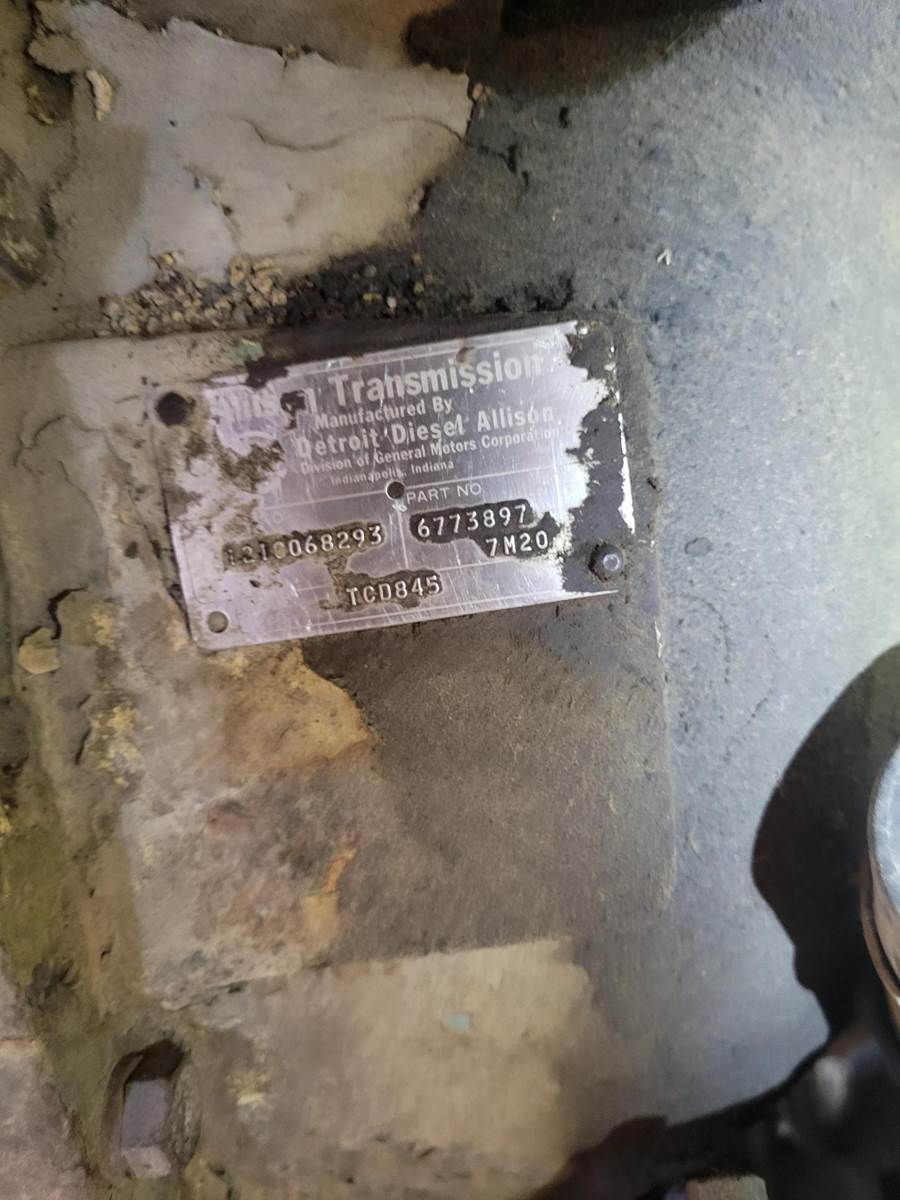 Transmission
Manufactured By
Detroit Diesel Allison
Division of General Motors Corporation
Indianapolis, Indiana
PART NO
6773897
7M20
TCD845